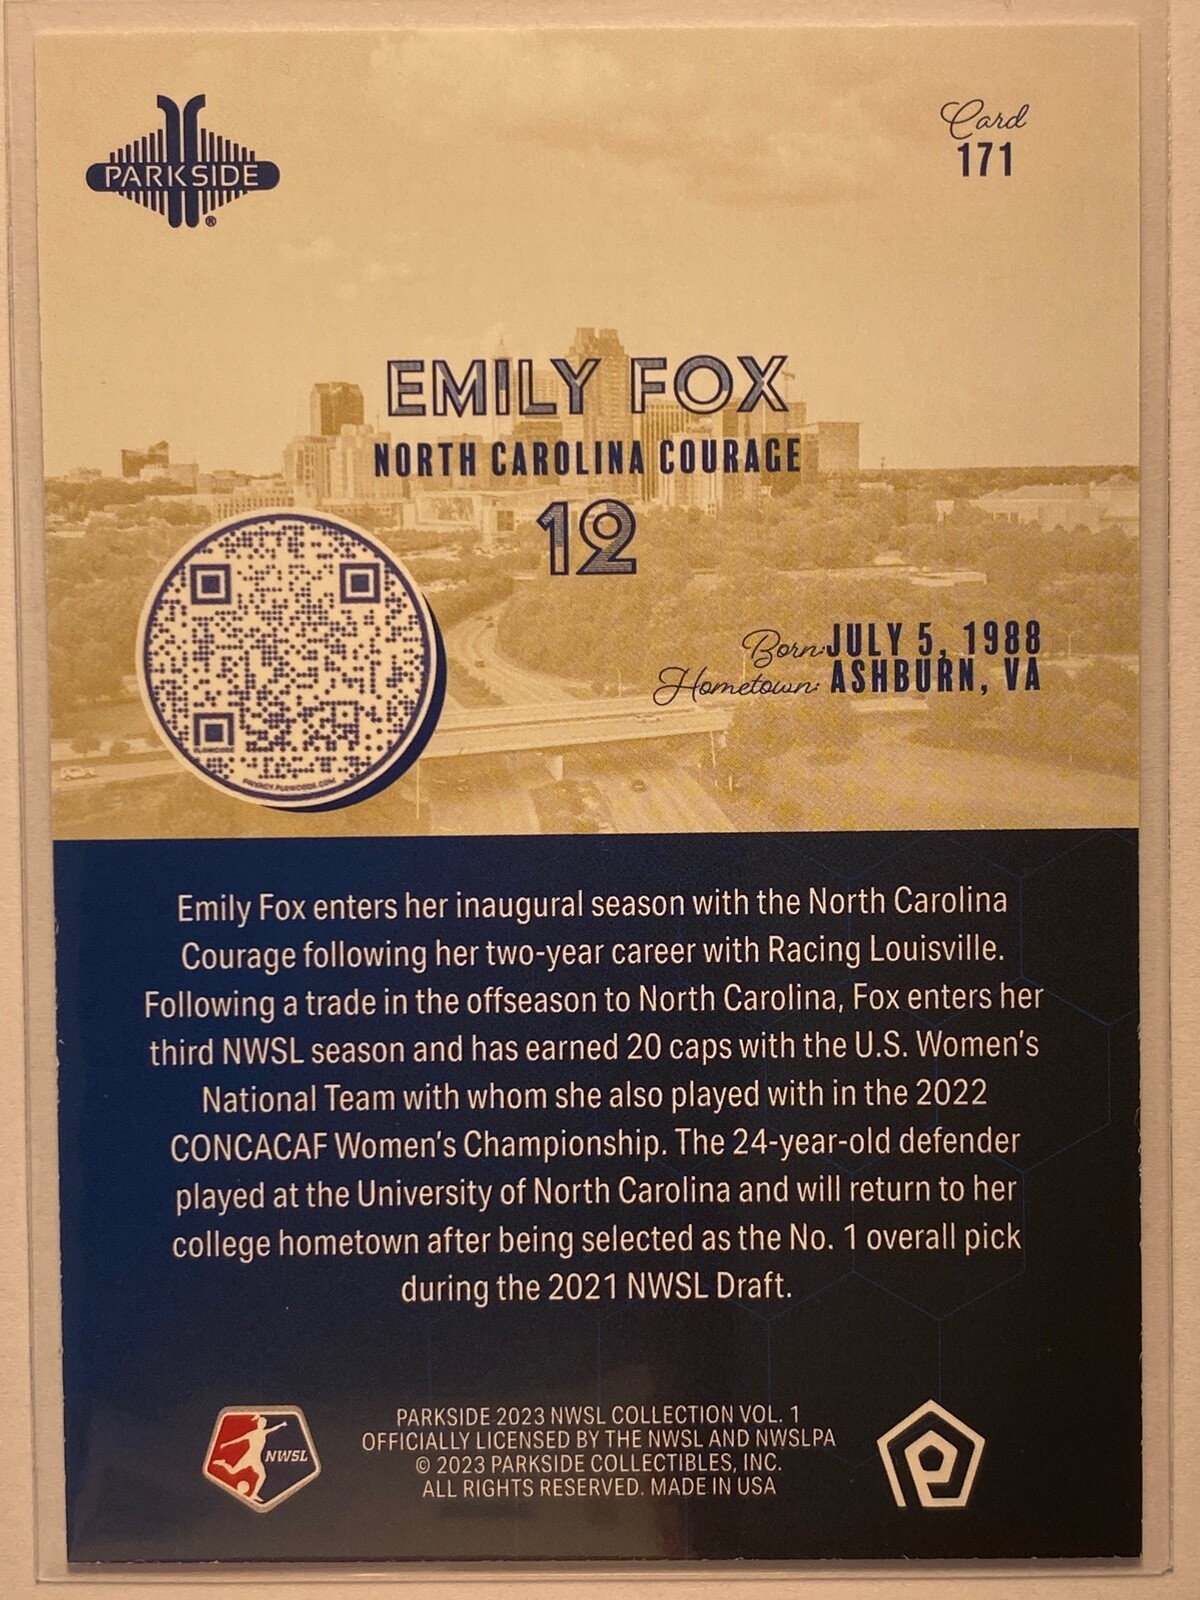 PARKSIDE
®
Card
171
EMILY FOX
NORTH CAROLINA COURAGE
12
Born: JULY 5, 1988
Hometown: ASHBURN, VA
FLOWCODE
PRIVACY.FLOWCODE.COM
Emily Fox enters her inaugural season with the North Carolina
Courage following her two-year career with Racing Louisville.
Following a trade in the offseason to North Carolina, Fox enters her
third NWSL season and has earned 20 caps with the U.S. Women's
National Team with whom she also played with in the 2022
CONCACAF Women's Championship. The 24-year-old defender
played at the University of North Carolina and will return to her
college hometown after being selected as the No. 1 overall pick
during the 2021 NWSL Draft.
NWSL
PARKSIDE 2023 NWSL COLLECTION VOL. 1
OFFICIALLY LICENSED BY THE NWSL AND NWSLPA
© 2023 PARKSIDE COLLECTIBLES, INC.
ALL RIGHTS RESERVED. MADE IN USA